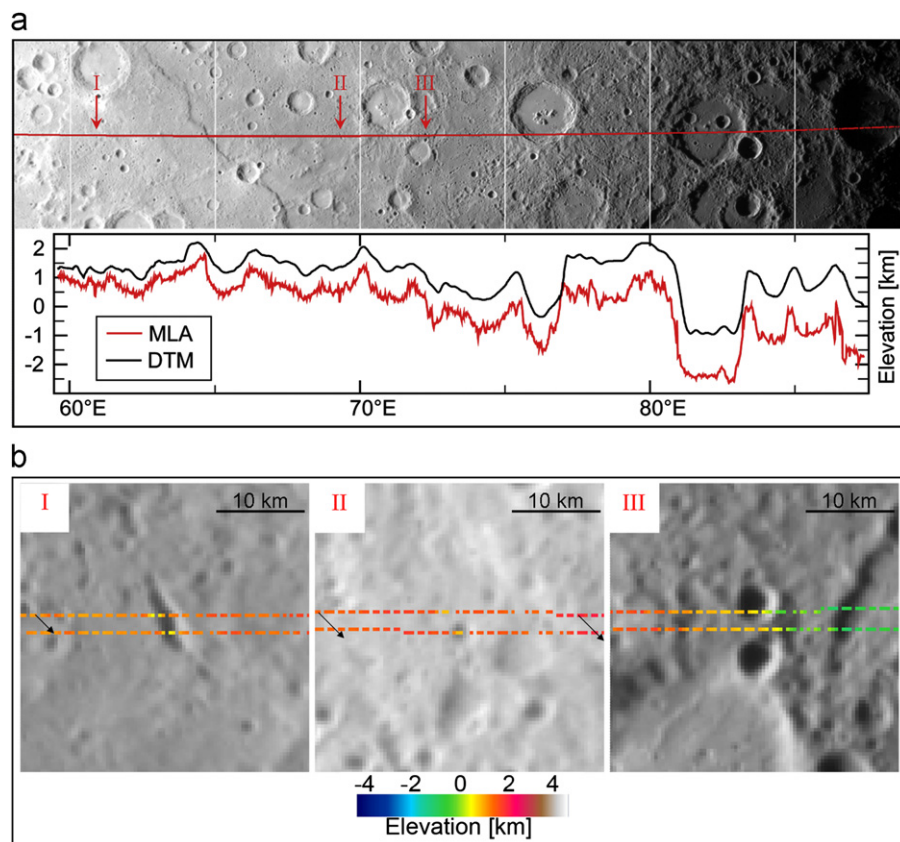 a
I II III
2
1
0
-1
-2
Elevation [km]
MLA
DTM
60°E 70°E 80°E
b
I 10 km II 10 km III 10 km
-4 -2 0 2 4
Elevation [km]